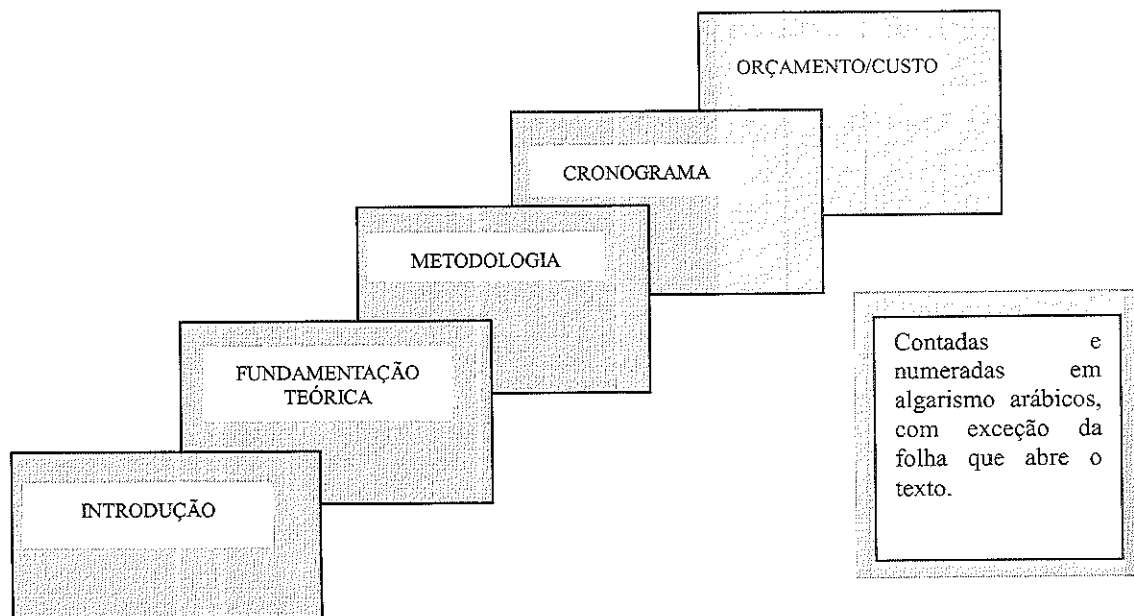 ORÇAMENTO/CUSTO
CRONOGRAMA
METODOLOGIA
FUNDAMENTAÇÃO
TEÓRICA
INTRODUÇÃO
Contadas e
numeradas em
algarismo arábicos,
com exceção da
folha que abre o
texto.